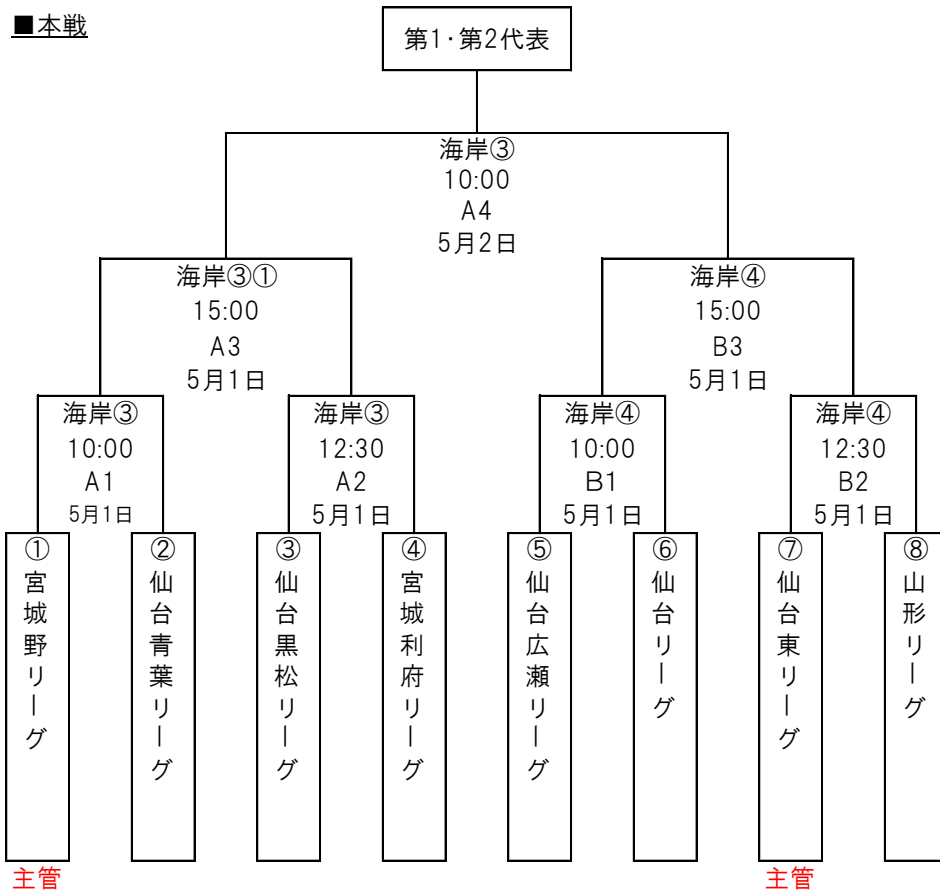 ■本戦
第1・第2代表
海岸③
10:00
A4
5月2日
海岸③①
15:00
A3
5月1日
海岸④
15:00
B3
5月1日
海岸③
10:00
A1
5月1日
海岸③
12:30
A2
5月1日
海岸④
10:00
B1
5月1日
海岸④
12:30
B2
5月1日
①宮城野リーグ
②仙台青葉リーグ
③仙台黒松リーグ
④宮城利府リーグ
⑤仙台広瀬リーグ
⑥仙台リーグ
⑦仙台東リーグ
⑧山形リーグ
主管
主管